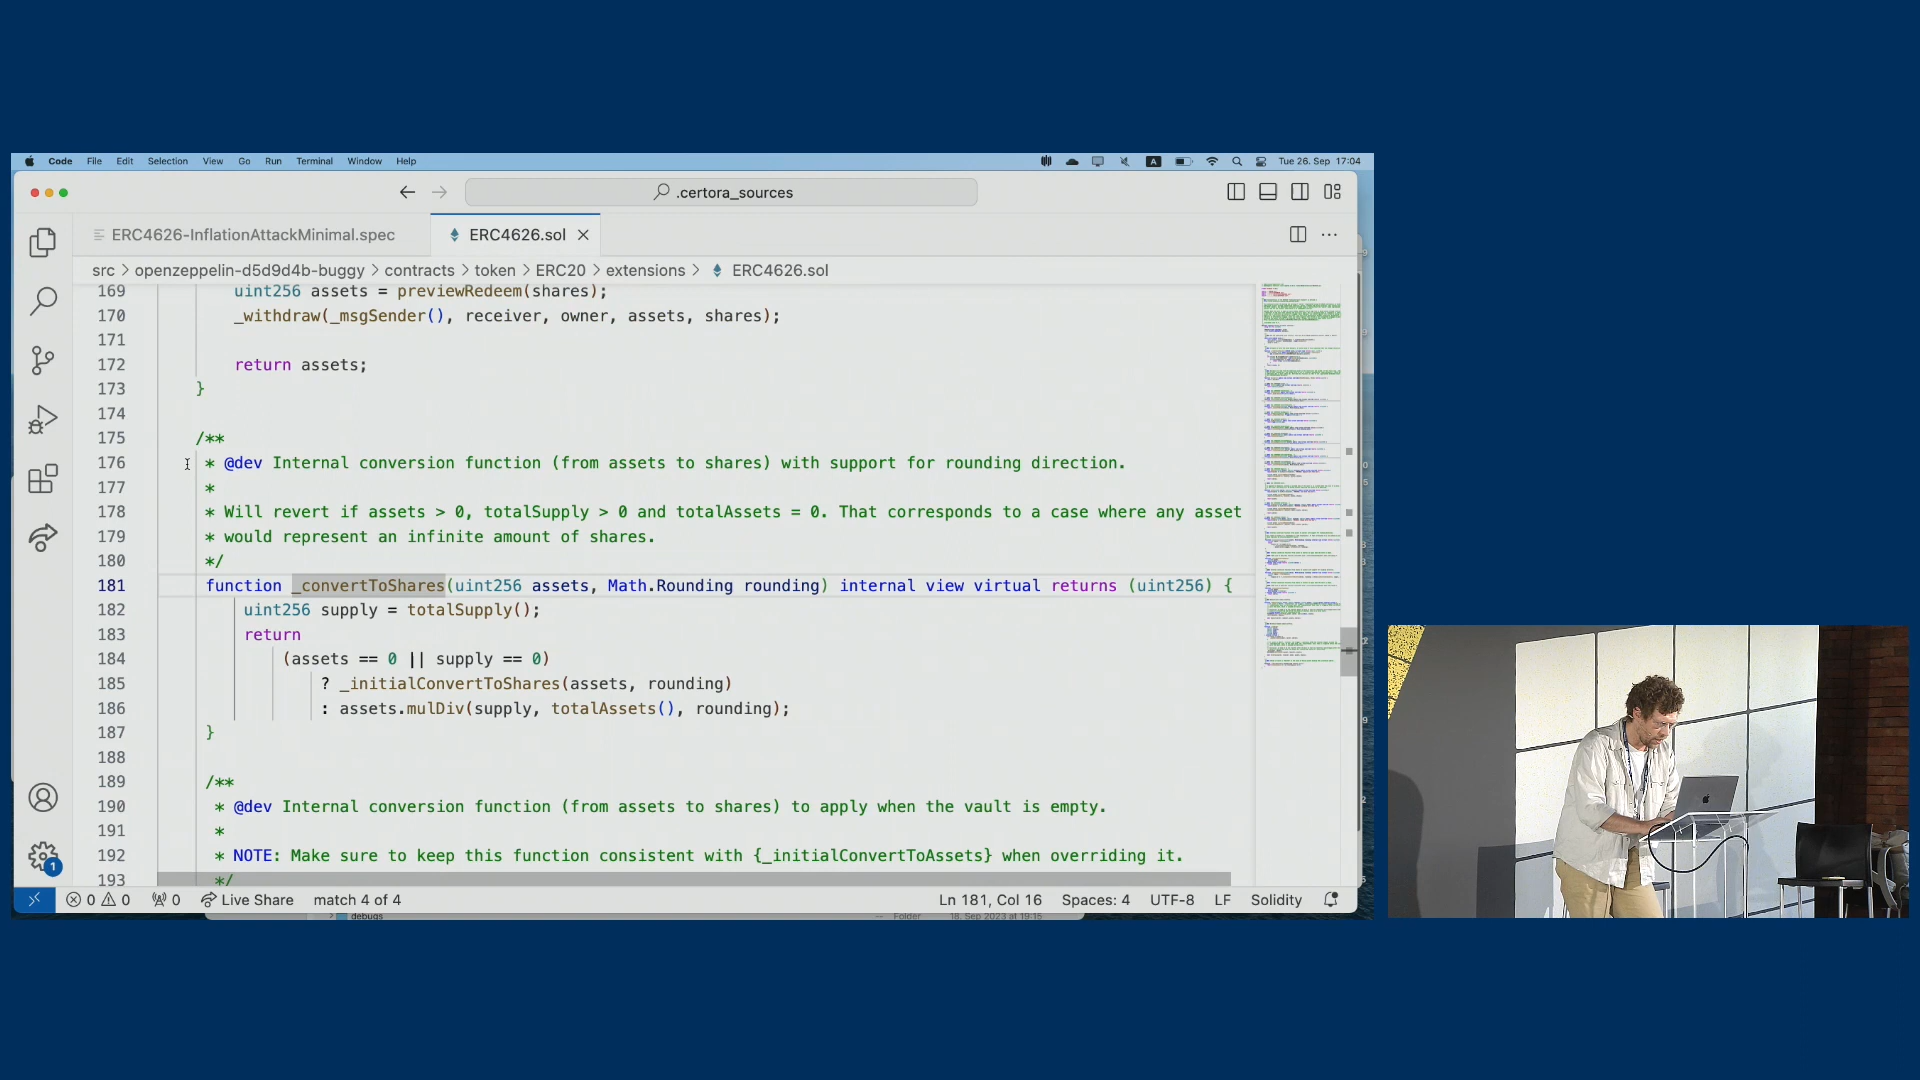 Code File Edit Selection View Go Run Terminal Window Help A Tue 26. Sep 17:04
.certora_sources
ERC4626-InflationAttackMinimal.spec ERC4626.sol
src > openzeppelin-d5d9d4b-buggy > contracts > token > ERC20 > extensions > ERC4626.sol
169 uint256 assets = previewRedeem(shares);
170 _withdraw(_msgSender(), receiver, owner, assets, shares);
171
172 return assets;
173 }
174
175 /**
176 * @dev Internal conversion function (from assets to shares) with support for rounding direction.
177 *
178 * Will revert if assets > 0, totalSupply > 0 and totalAssets = 0. That corresponds to a case where any asset
179 * would represent an infinite amount of shares.
180 */
181 function _convertToShares(uint256 assets, Math.Rounding rounding) internal view virtual returns (uint256) {
182 uint256 supply = totalSupply();
183 return
184 (assets == 0 || supply == 0)
185 ? _initialConvertToShares(assets, rounding)
186 : assets.mulDiv(supply, totalAssets(), rounding);
187 }
188
189 /**
190 * @dev Internal conversion function (from assets to shares) to apply when the vault is empty.
191 *
192 * NOTE: Make sure to keep this function consistent with {_initialConvertToAssets} when overriding it.
193 */
1
0 0 0 Live Share match 4 of 4 Ln 181, Col 16 Spaces: 4 UTF-8 LF Solidity
debugs -- Folder 18. Sep 2023 at 19:15